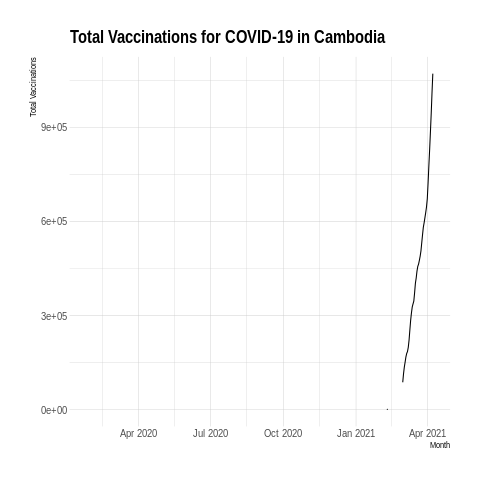 Total Vaccinations for COVID-19 in Cambodia
Total Vaccinations
9e+05
6e+05
3e+05
0e+00
Apr 2020 Jul 2020 Oct 2020 Jan 2021 Apr 2021
Month